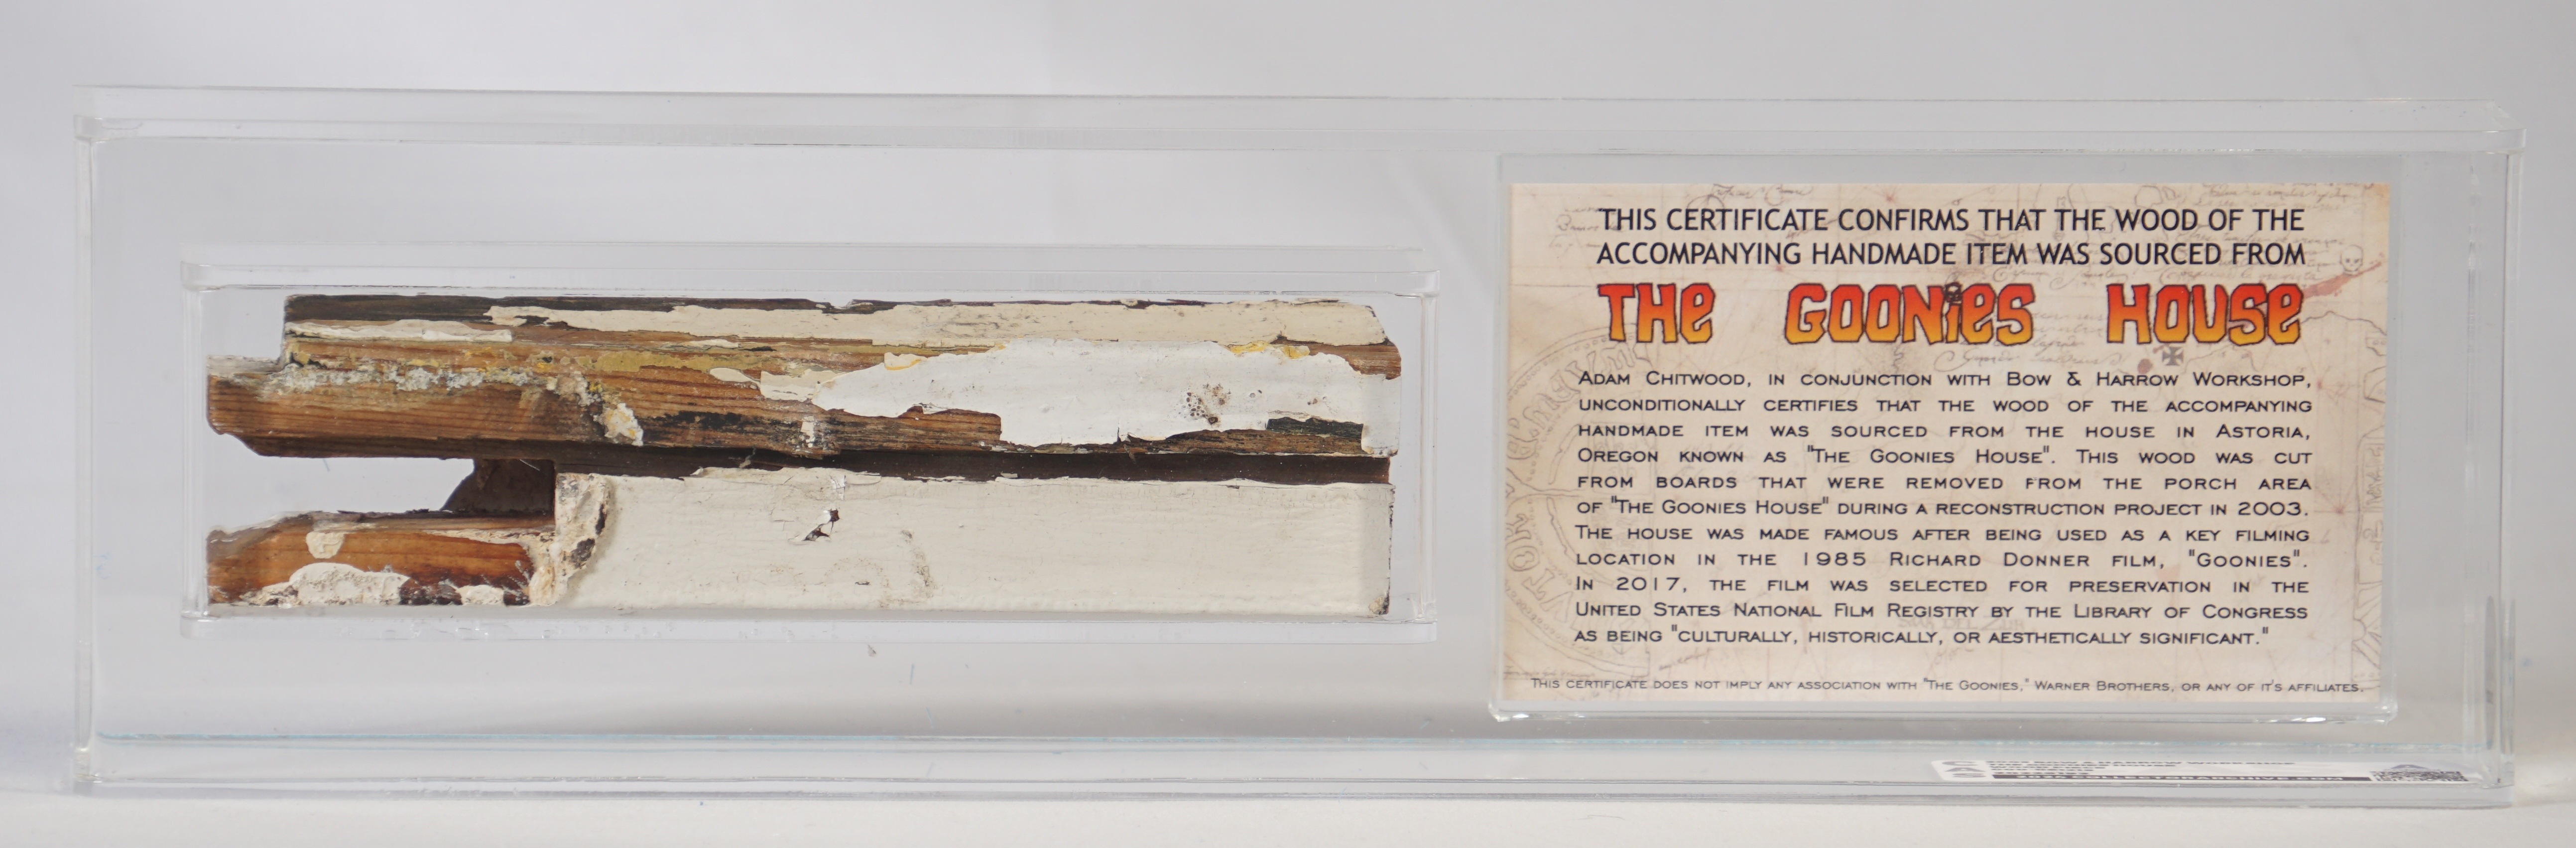 THIS CERTIFICATE CONFIRMS THAT THE WOOD OF THE
ACCOMPANYING HANDMADE ITEM WAS SOURCED FROM
THE GOONIES HOUSE
ADAM CHITWOOD, IN CONJUNCTION WITH BOW & HARROW WORKSHOP,
UNCONDITIONALLY CERTIFIES THAT THE WOOD OF THE ACCOMPANYING
HANDMADE ITEM WAS SOURCED FROM THE HOUSE IN ASTORIA,
OREGON KNOWN AS "THE GOONIES HOUSE". THIS WOOD WAS CUT
FROM BOARDS THAT WERE REMOVED FROM THE PORCH AREA
OF "THE GOONIES HOUSE" DURING A RECONSTRUCTION PROJECT IN 2003.
THE HOUSE WAS MADE FAMOUS AFTER BEING USED AS A KEY FILMING
LOCATION IN THE 1985 RICHARD DONNER FILM, "GOONIES".
IN 2017, THE FILM WAS SELECTED FOR PRESERVATION IN THE
UNITED STATES NATIONAL FILM REGISTRY BY THE LIBRARY OF CONGRESS
AS BEING "CULTURALLY, HISTORICALLY, OR AESTHETICALLY SIGNIFICANT."
THIS CERTIFICATE DOES NOT IMPLY ANY ASSOCIATION WITH "THE GOONIES," WARNER BROTHERS, OR ANY OF IT'S AFFILIATES.